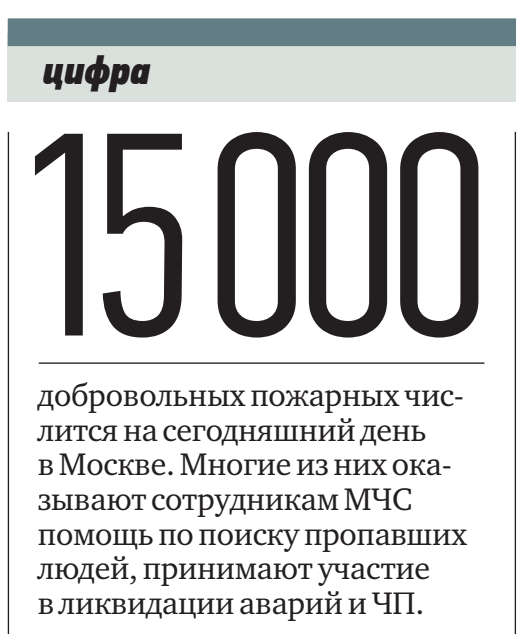 цифра
15 000
добровольных пожарных чис-
лится на сегодняшний день
в Москве. Многие из них ока-
зывают сотрудникам МЧС
помощь по поиску пропавших
людей, принимают участие
в ликвидации аварий и ЧП.